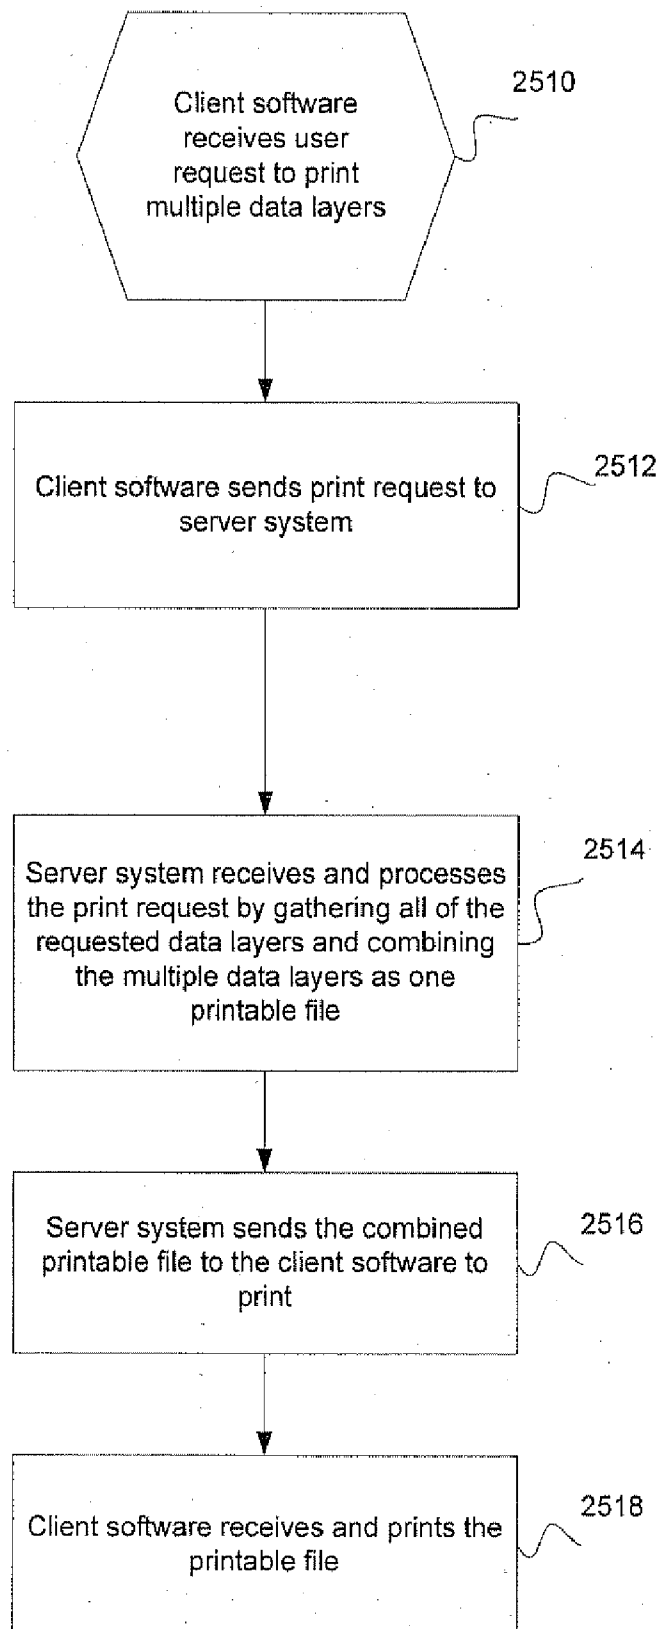 Client software
receives user
request to print
multiple data layers
2510
Client software sends print request to
server system
2512
Server system receives and processes
the print request by gathering all of the
requested data layers and combining
the multiple data layers as one
printable file
2514
Server system sends the combined
printable file to the client software to
print
2516
Client software receives and prints the
printable file
2518